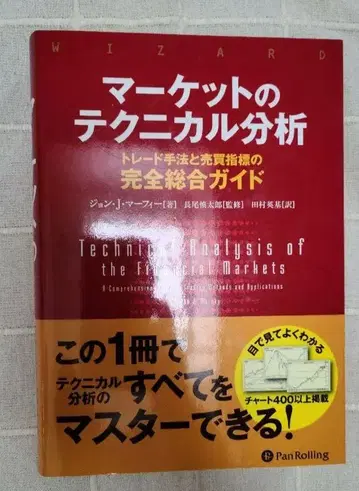 WIZARD
マーケットの
テクニカル分析
トレード手法と売買指標の
完全総合ガイド
ジョン・J・マーフィー[著] 長尾慎太郎[監修] 田村英基[訳]
Technical Analysis of
the Financial Markets
この1冊で
テクニカル
分析の
すべてを
マスターできる!
目で見てよくわかる
チャート400以上掲載
P PanRolling